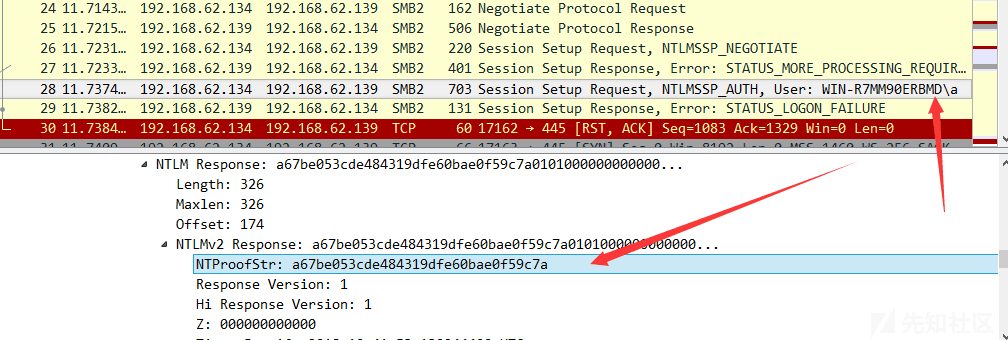 24 11.7143… 192.168.62.134 192.168.62.139 SMB2 162 Negotiate Protocol Request
25 11.7215… 192.168.62.139 192.168.62.134 SMB2 506 Negotiate Protocol Response
26 11.7231… 192.168.62.134 192.168.62.139 SMB2 220 Session Setup Request, NTLMSSP_NEGOTIATE
27 11.7233… 192.168.62.139 192.168.62.134 SMB2 401 Session Setup Response, Error: STATUS_MORE_PROCESSING_REQUIR…
28 11.7374… 192.168.62.134 192.168.62.139 SMB2 703 Session Setup Request, NTLMSSP_AUTH, User: WIN-R7MM90ERBMD\a
29 11.7382… 192.168.62.139 192.168.62.134 SMB2 131 Session Setup Response, Error: STATUS_LOGON_FAILURE
30 11.7384… 192.168.62.134 192.168.62.139 TCP 60 17162 → 445 [RST, ACK] Seq=1083 Ack=1329 Win=0 Len=0
NTLM Response: a67be053cde484319dfe60bae0f59c7a0101000000000000...
Length: 326
Maxlen: 326
Offset: 174
NTLMv2 Response: a67be053cde484319dfe60bae0f59c7a0101000000000000...
NTProofStr: a67be053cde484319dfe60bae0f59c7a
Response Version: 1
Hi Response Version: 1
Z: 000000000000
先知社区